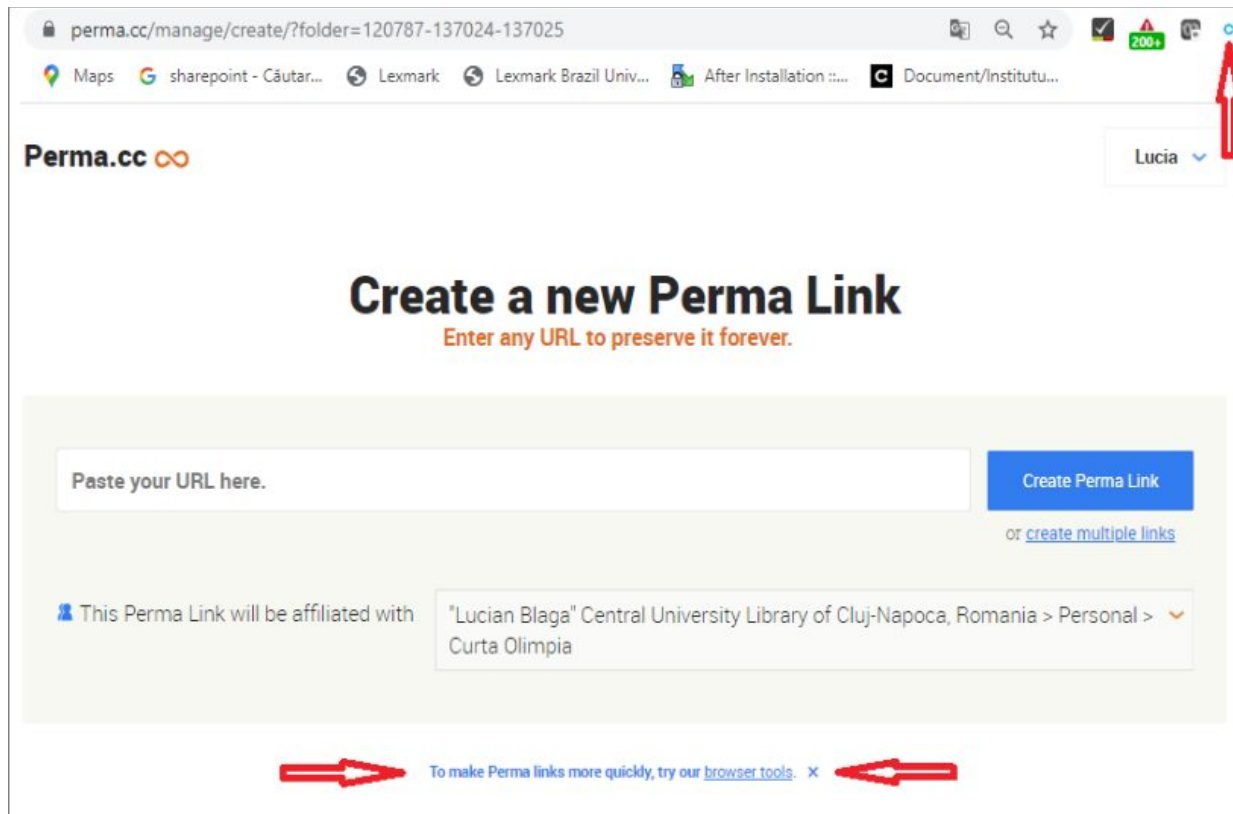 perma.cc/manage/create/?folder=120787-137024-137025
200+
Maps sharepoint - Căutar... Lexmark Lexmark Brazil Univ... After Installation ::... Document/Institutu...
Perma.cc
Lucia
Create a new Perma Link
Enter any URL to preserve it forever.
Paste your URL here.
Create Perma Link
or create multiple links
This Perma Link will be affiliated with
"Lucian Blaga" Central University Library of Cluj-Napoca, Romania > Personal >
Curta Olimpia
To make Perma links more quickly, try our browser tools. x